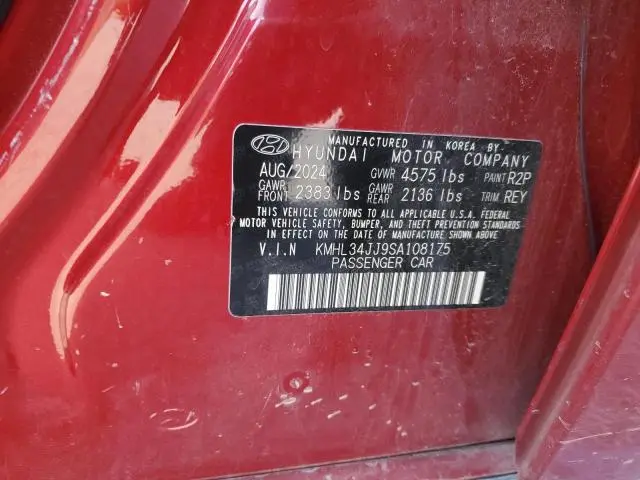 MANUFACTURED IN KOREA BY
HYUNDAI MOTOR COMPANY
AUG/2024 GVWR 4575 lbs PAINT R2P
GAWR FRONT 2383 lbs GAWR REAR 2136 lbs TRIM REY
THIS VEHICLE CONFORMS TO ALL APPLICABLE U.S.A. FEDERAL
MOTOR VEHICLE SAFETY, BUMPER, AND THEFT PREVENTION STANDARDS
IN EFFECT ON THE DATE OF MANUFACTURE SHOWN ABOVE.
V.I.N KMHL34JJ9SA108175
PASSENGER CAR